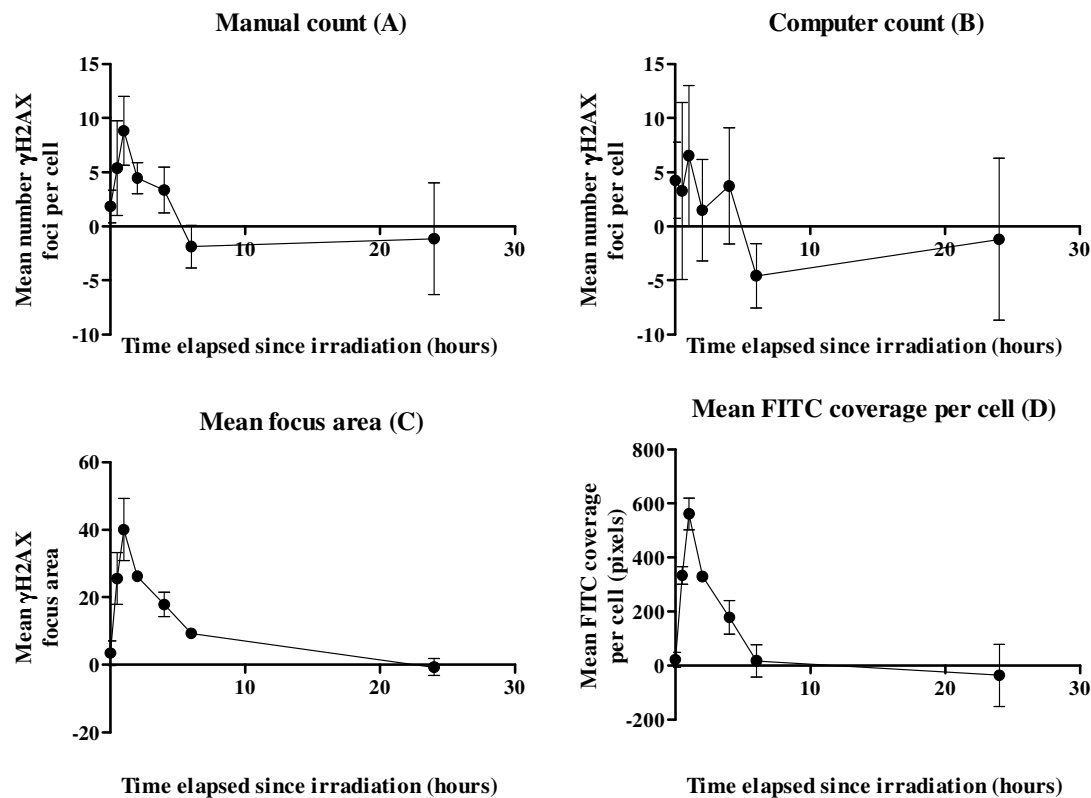 Manual count (A)
Mean number γH2AX
foci per cell
15
10
5
0
-5
-10
10
20
30
Time elapsed since irradiation (hours)
Computer count (B)
Mean number γH2AX
foci per cell
15
10
5
0
-5
-10
10
20
30
Time elapsed since irradiation (hours)
Mean focus area (C)
Mean γH2AX
focus area
60
40
20
0
-20
10
20
30
Time elapsed since irradiation (hours)
Mean FITC coverage per cell (D)
Mean FITC coverage
per cell (pixels)
800
600
400
200
0
-200
10
20
30
Time elapsed since irradiation (hours)